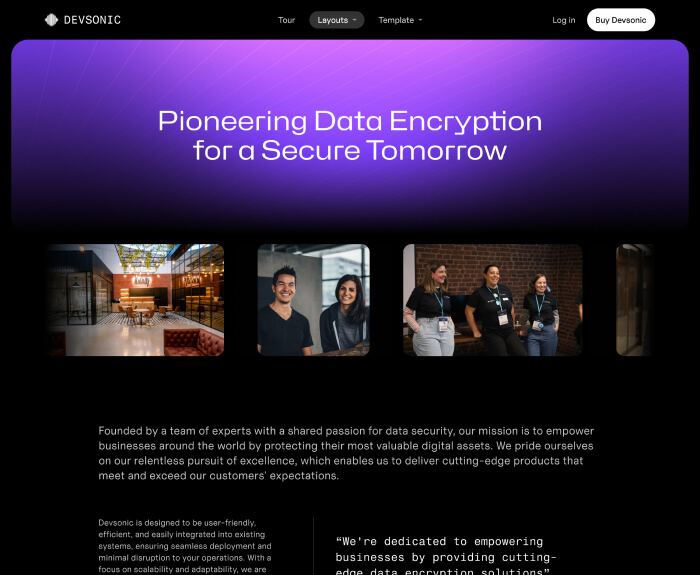 DEVSONIC
Tour
Layouts
Template
Log in
Buy Devsonic
Pioneering Data Encryption
for a Secure Tomorrow
Founded by a team of experts with a shared passion for data security, our mission is to empower
businesses around the world by protecting their most valuable digital assets. We pride ourselves
on our relentless pursuit of excellence, which enables us to deliver cutting-edge products that
meet and exceed our customers' expectations.
Devsonic is designed to be user-friendly,
efficient, and easily integrated into existing
systems, ensuring seamless deployment and
minimal disruption to your operations. With a
focus on scalability and adaptability, we are
“We're dedicated to empowering
businesses by providing cutting-
edge data encryption solutions”